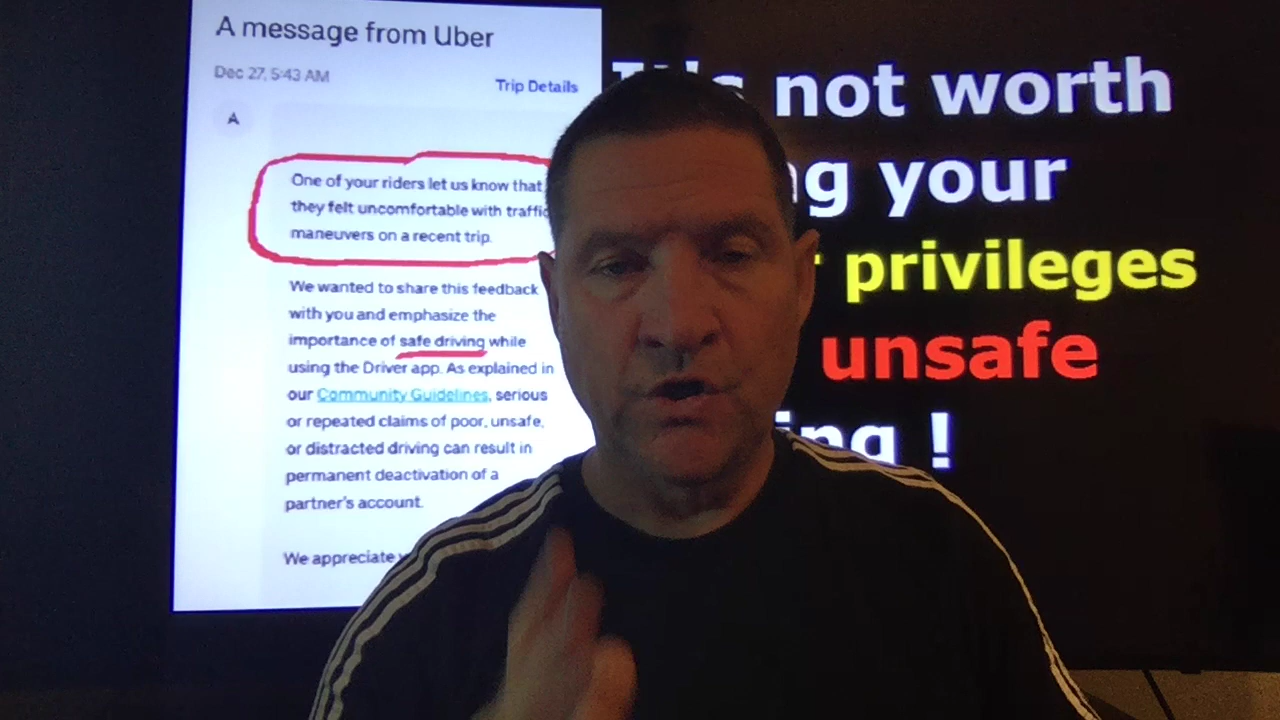 A message from Uber
Dec 27, 5:43 AM
Trip Details
A
One of your riders let us know that
they felt uncomfortable with traffic
maneuvers on a recent trip.
We wanted to share this feedback
with you and emphasize the
importance of safe driving while
using the Driver app. As explained in
our Community Guidelines, serious
or repeated claims of poor, unsafe,
or distracted driving can result in
permanent deactivation of a
partner's account.
We appreciate
It's not worth
your
privileges
unsafe
!